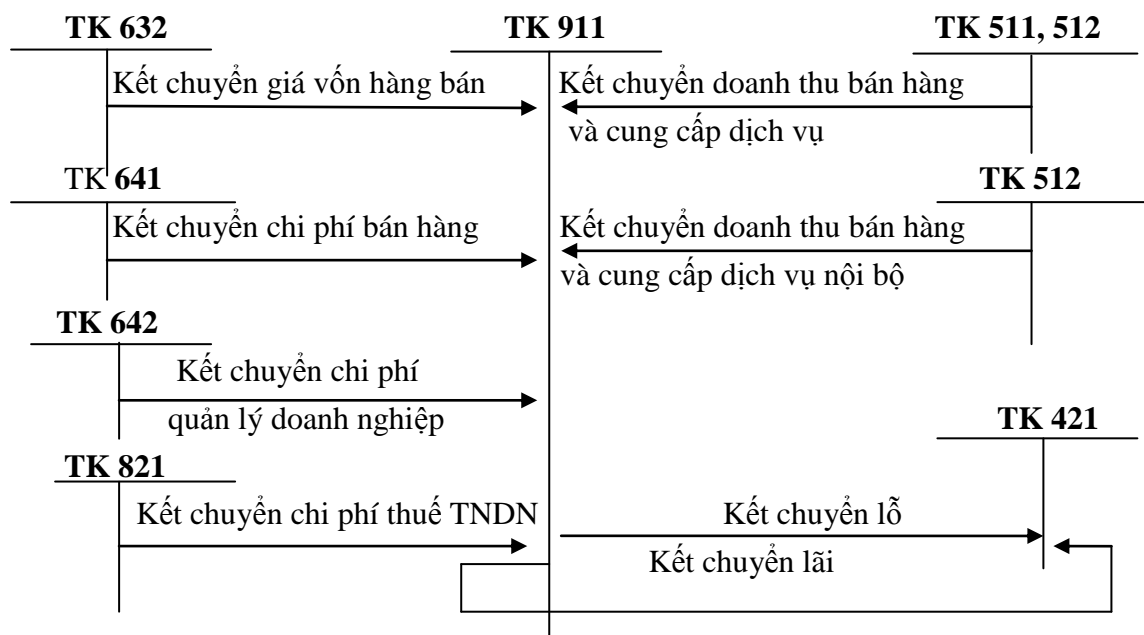 TK 632
TK 911
TK 511, 512
Kết chuyển giá vốn hàng bán
Kết chuyển doanh thu bán hàng
và cung cấp dịch vụ
TK 641
TK 512
Kết chuyển chi phí bán hàng
Kết chuyển doanh thu bán hàng
và cung cấp dịch vụ nội bộ
TK 642
Kết chuyển chi phí
quản lý doanh nghiệp
TK 421
TK 821
Kết chuyển chi phí thuế TNDN
Kết chuyển lỗ
Kết chuyển lãi